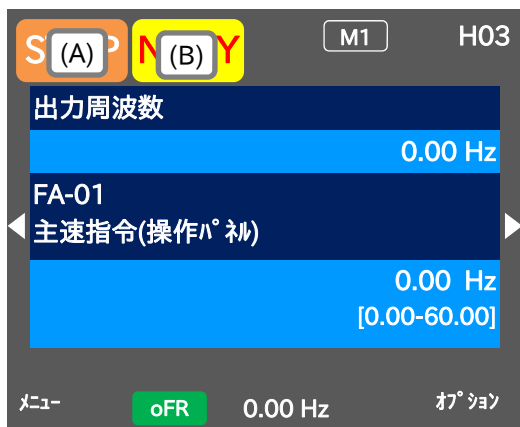 (A)
(B)
M1
H03
出力周波数
0.00 Hz
FA-01
主速指令(操作ﾊﾟﾈﾙ)
0.00 Hz
[0.00-60.00]
ﾒﾆｭｰ
oFR
0.00 Hz
ｵﾌﾟｼｮﾝ